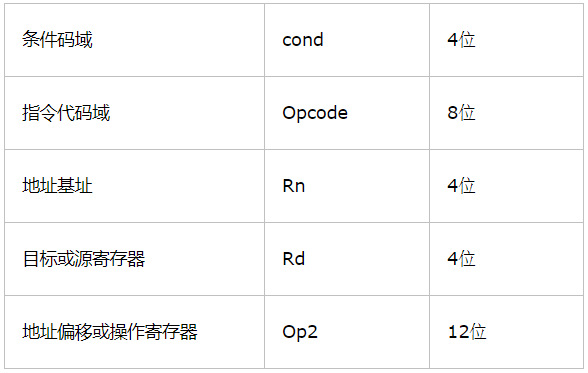 条件码域 cond 4位
指令代码域 Opcode 8位
地址基址 Rn 4位
目标或源寄存器 Rd 4位
地址偏移或操作寄存器 Op2 12位